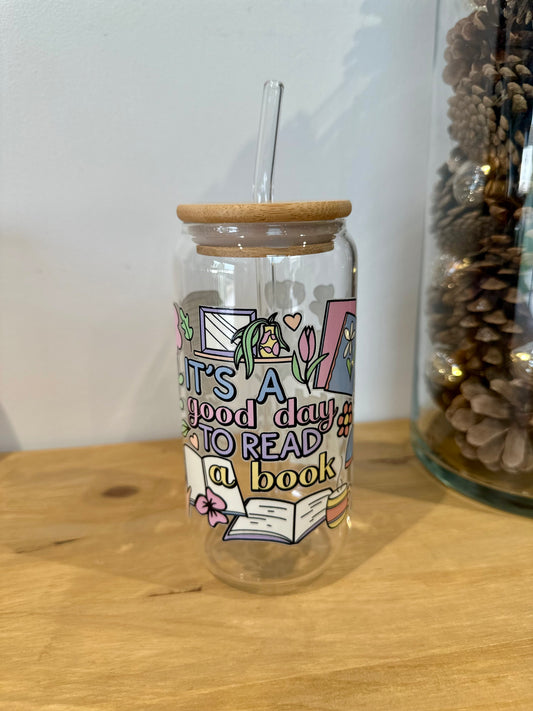 IT'S A
good day
TO READ
a book